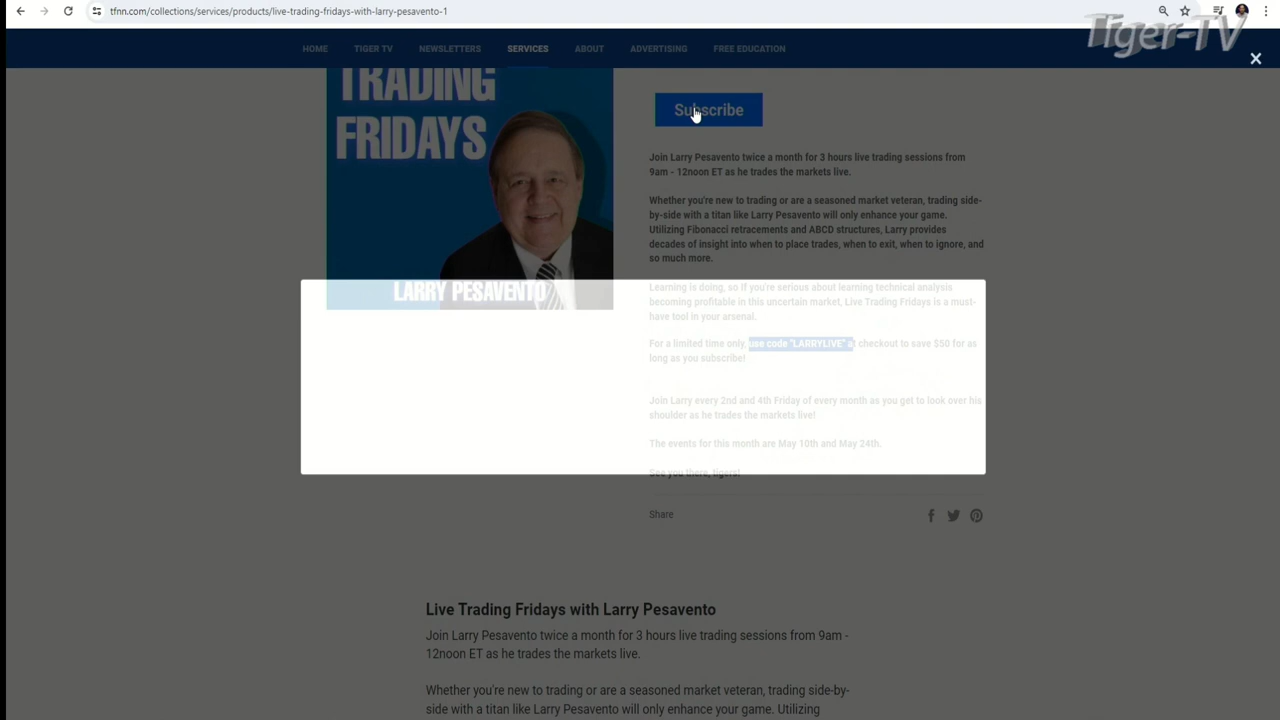 tfnn.com/collections/services/products/live-trading-fridays-with-larry-pesavento-1
Tiger-TV
HOME TIGER TV NEWSLETTERS SERVICES ABOUT ADVERTISING FREE EDUCATION
TRADING
FRIDAYS
LARRY PESAVENTO
Subscribe
Join Larry Pesavento twice a month for 3 hours live trading sessions from
9am - 12noon ET as he trades the markets live.
Whether you're new to trading or are a seasoned market veteran, trading side-
by-side with a titan like Larry Pesavento will only enhance your game.
Utilizing Fibonacci retracements and ABCD structures, Larry provides
decades of insight into when to place trades, when to exit, when to ignore, and
so much more.
Learning is doing, so if you're serious about learning technical analysis
becoming profitable in this uncertain market, Live Trading Fridays is a must-
have tool in your arsenal.
For a limited time only, use code "LARRYLIVE" at checkout to save $50 for as
long as you subscribe!
Join Larry every 2nd and 4th Friday of every month as you get to look over his
shoulder as he trades the markets live!
The events for this month are May 10th and May 24th.
See you there, tigers!
Share
Live Trading Fridays with Larry Pesavento
Join Larry Pesavento twice a month for 3 hours live trading sessions from 9am -
12noon ET as he trades the markets live.
Whether you're new to trading or are a seasoned market veteran, trading side-by-
side with a titan like Larry Pesavento will only enhance your game. Utilizing